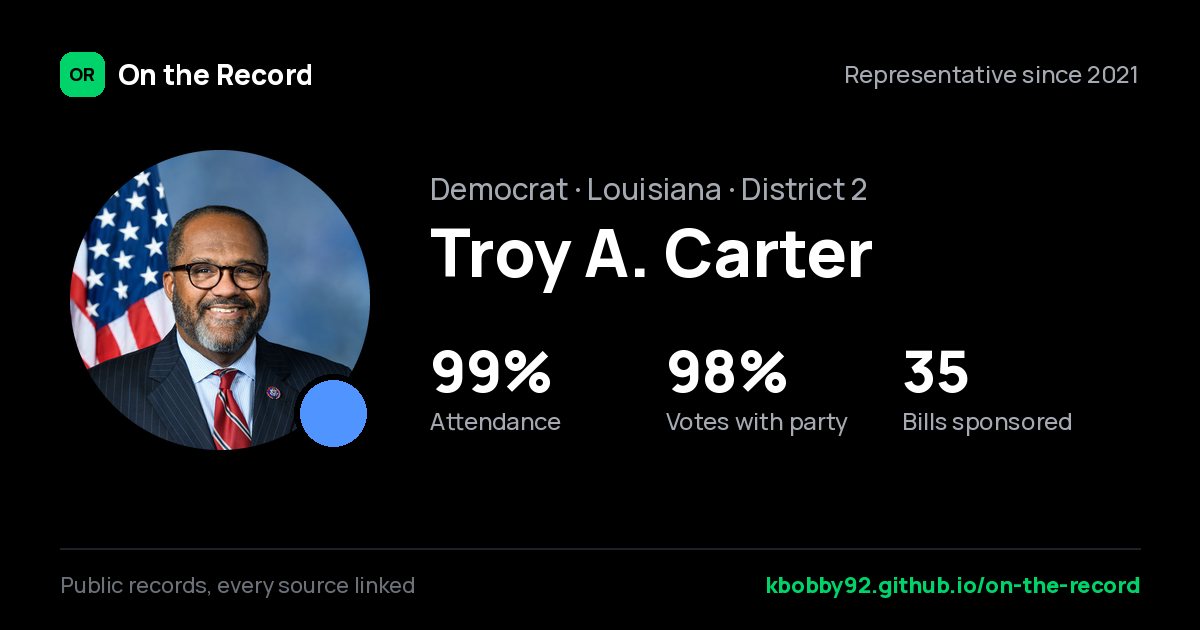 OR On the Record
Representative since 2021
Democrat · Louisiana · District 2
Troy A. Carter
99% 98% 35
Attendance Votes with party Bills sponsored
Public records, every source linked
kbobby92.github.io/on-the-record